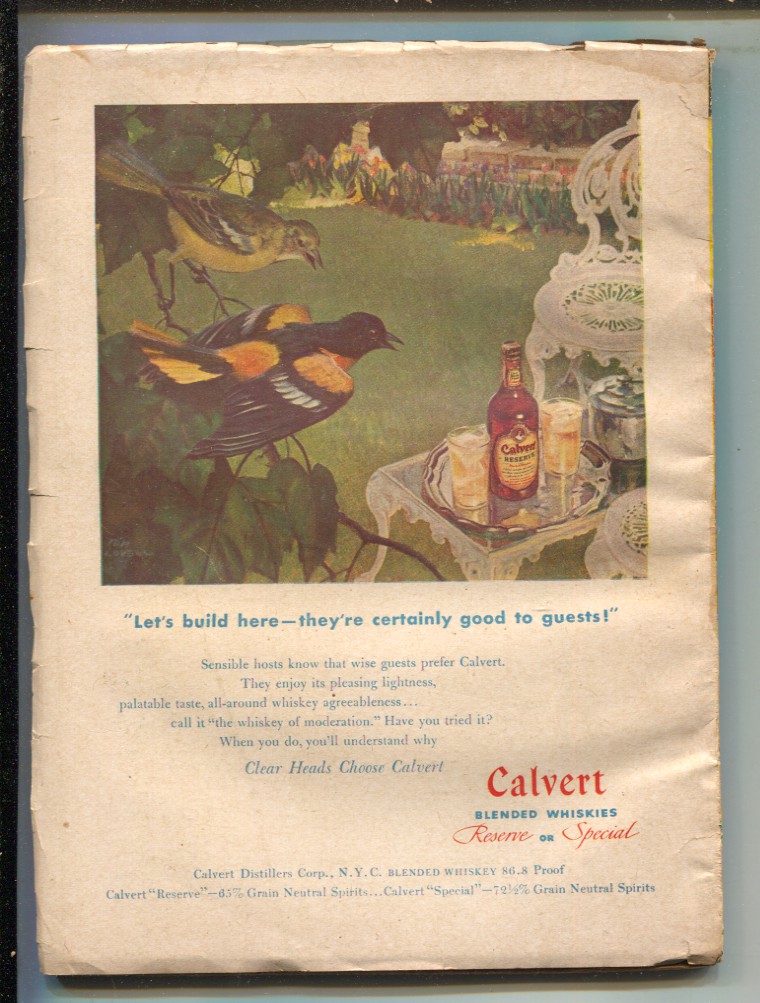 Calvert
RESERVE
"Let's build here—they're certainly good to guests!"
Sensible hosts know that wise guests prefer Calvert.
They enjoy its pleasing lightness,
palatable taste, all-around whiskey agreeableness...
call it "the whiskey of moderation." Have you tried it?
When you do, you'll understand why
Clear Heads Choose Calvert
Calvert
BLENDED WHISKIES
Reserve OR Special
Calvert Distillers Corp., N.Y.C. BLENDED WHISKEY 86.8 Proof
Calvert "Reserve"—65% Grain Neutral Spirits...Calvert "Special"—72½% Grain Neutral Spirits